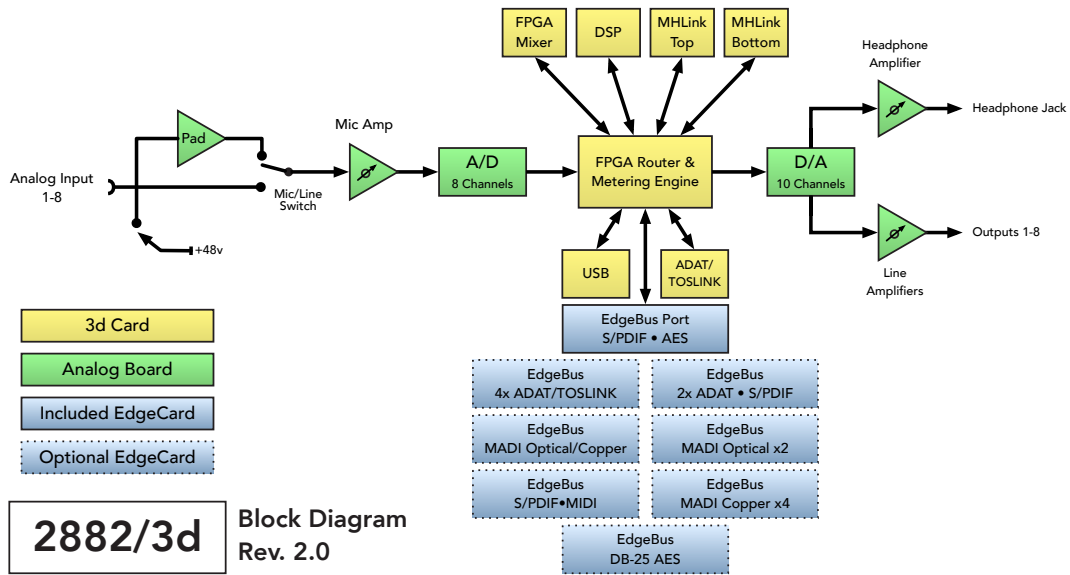 FPGA
Mixer
DSP
MHLink
Top
MHLink
Bottom
Headphone
Amplifier
Headphone Jack
Pad
Mic Amp
Analog Input
1-8
Mic/Line
Switch
+48v
A/D
8 Channels
FPGA Router &
Metering Engine
D/A
10 Channels
Outputs 1-8
Line
Amplifiers
USB
ADAT/
TOSLINK
EdgeBus Port
S/PDIF • AES
EdgeBus
4x ADAT/TOSLINK
EdgeBus
2x ADAT • S/PDIF
EdgeBus
MADI Optical/Copper
EdgeBus
MADI Optical x2
EdgeBus
S/PDIF•MIDI
EdgeBus
MADI Copper x4
EdgeBus
DB-25 AES
3d Card
Analog Board
Included EdgeCard
Optional EdgeCard
2882/3d
Block Diagram
Rev. 2.0